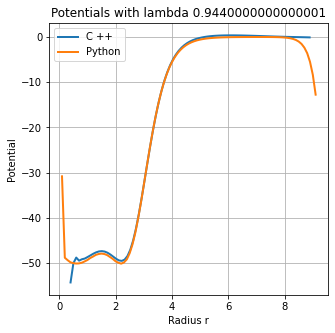 Potentials with lambda 0.9440000000000001
C ++
Python
0
−10
−20
−30
−40
−50
Potential
0 2 4 6 8
Radius r